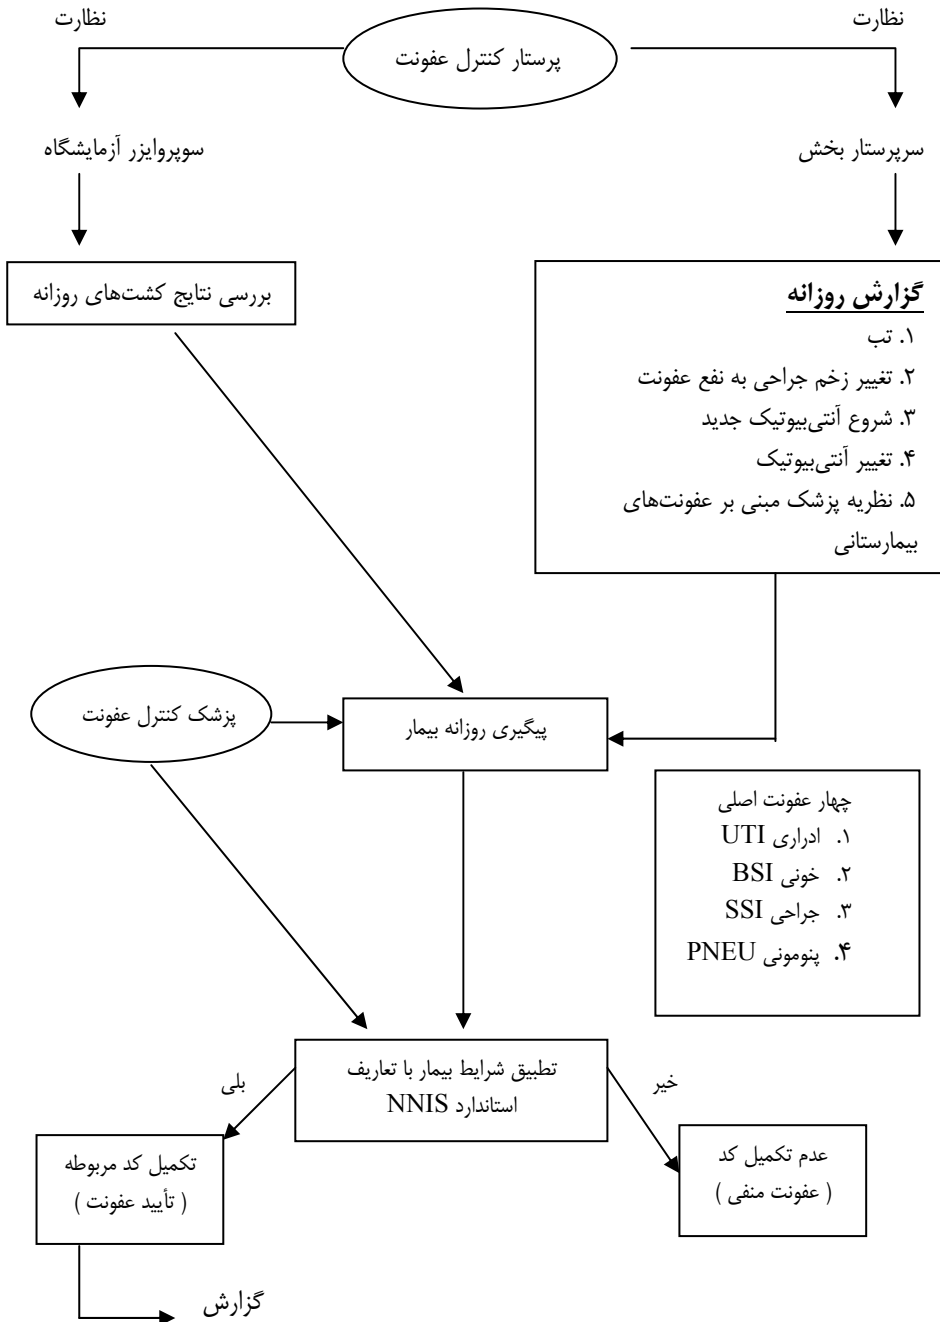 نظارت
نظارت
پرستار کنترل عفونت
سرپرستار بخش
سوپروایزر آزمایشگاه
گزارش روزانه
۱. تب
۲. تغییر زخم جراحی به نفع عفونت
۳. شروع آنتی‌بیوتیک جدید
۴. تغییر آنتی‌بیوتیک
۵. نظریه پزشک مبنی بر عفونت‌های
بیمارستانی
بررسی نتایج کشت‌های روزانه
پزشک کنترل عفونت
پیگیری روزانه بیمار
چهار عفونت اصلی
۱. ادراری UTI
۲. خونی BSI
۳. جراحی SSI
۴. پنومونی PNEU
تطبیق شرایط بیمار با تعاریف
استاندارد NNIS
خیر
بلی
عدم تکمیل کد
( عفونت منفی )
تکمیل کد مربوطه
( تأیید عفونت )
گزارش